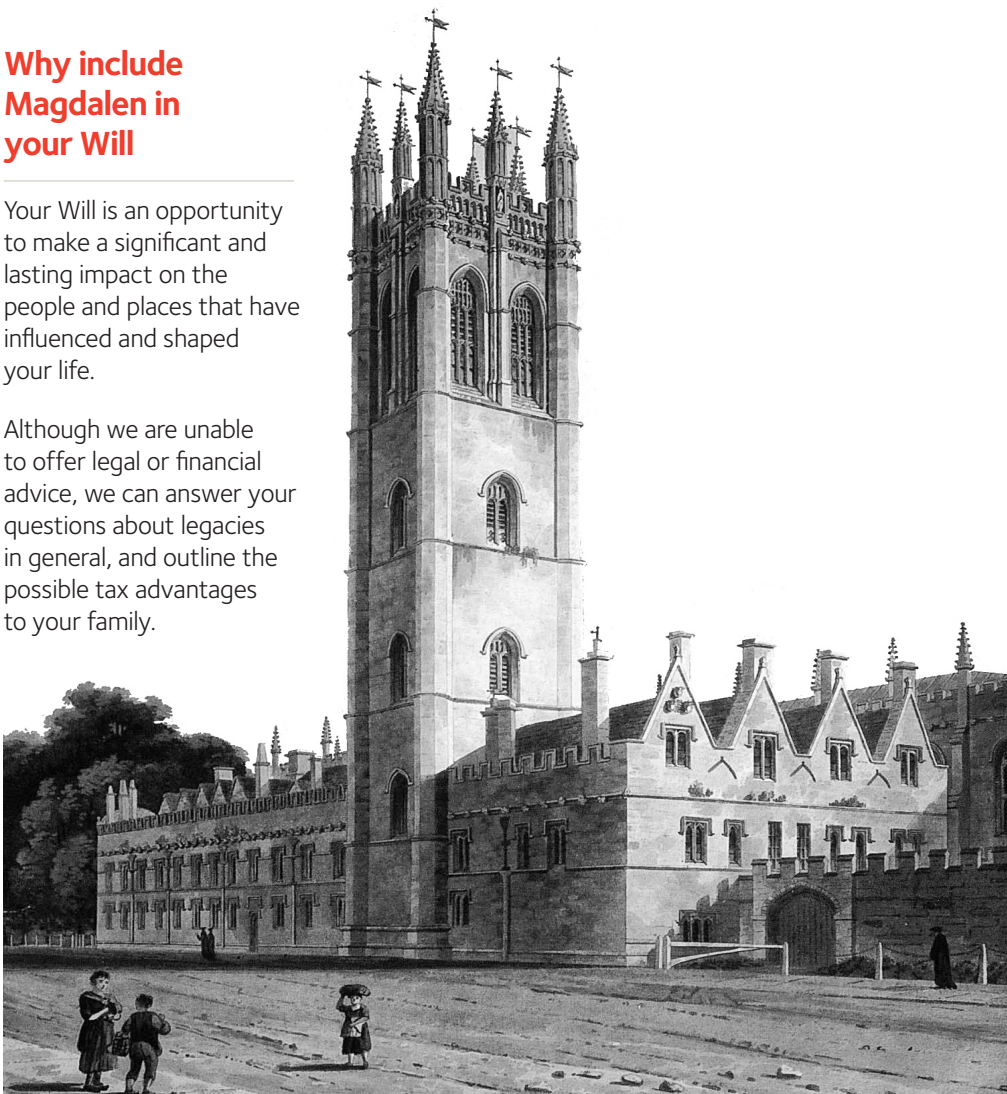 Why include
Magdalen in
your Will
Your Will is an opportunity
to make a significant and
lasting impact on the
people and places that have
influenced and shaped
your life.
Although we are unable
to offer legal or financial
advice, we can answer your
questions about legacies
in general, and outline the
possible tax advantages
to your family.